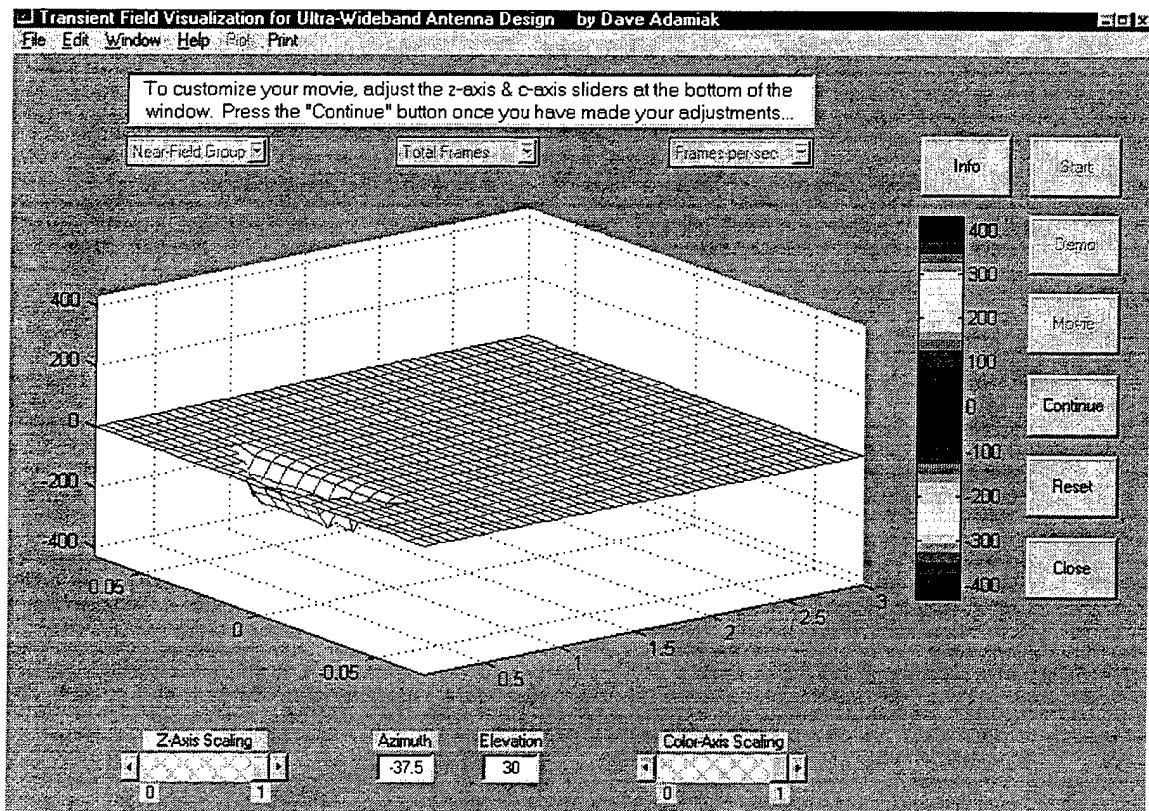 Transient Field Visualization for Ultra-Wideband Antenna Design by Dave Adamiak
File Edit Window Help Plot Print
To customize your movie, adjust the z-axis & c-axis sliders at the bottom of the
window. Press the "Continue" button once you have made your adjustments...
Near-Field Group
Total Frames
Frames-per-sec
Info
Start
Demo
Movie
Continue
Reset
Close
400
300
200
100
0
-100
-200
-300
-400
400
200
0
-200
-400
0.05
0
-0.05
0.5
1
1.5
2
2.5
3
Z-Axis Scaling
0 1
Azimuth
-37.5
Elevation
30
Color-Axis Scaling
0 1